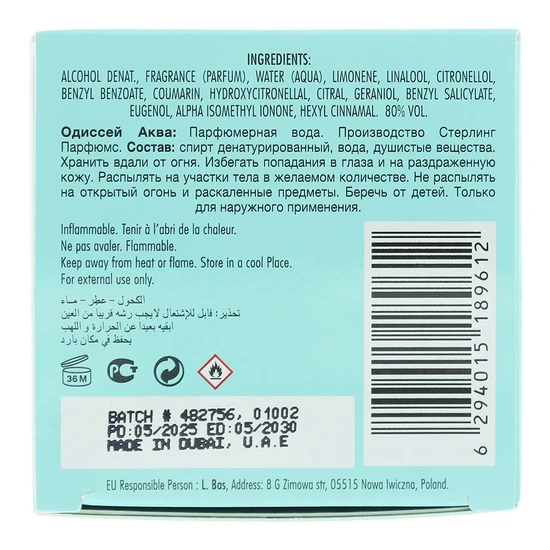 INGREDIENTS:
ALCOHOL DENAT., FRAGRANCE (PARFUM), WATER (AQUA), LIMONENE, LINALOOL, CITRONELLOL,
BENZYL BENZOATE, COUMARIN, HYDROXYCITRONELLAL, CITRAL, GERANIOL, BENZYL SALICYLATE,
EUGENOL, ALPHA ISOMETHYL IONONE, HEXYL CINNAMAL. 80% VOL.
Одиссей Аква: Парфюмерная вода. Производство Стерлинг
Парфюмс. Состав: спирт денатурированный, вода, душистые вещества.
Хранить вдали от огня. Избегать попадания в глаза и на раздраженную
кожу. Распылять на участки тела в желаемом количестве. Не распылять
на открытый огонь и раскаленные предметы. Беречь от детей. Только
для наружного применения.
Inflammable. Tenir à l'abri de la chaleur.
Ne pas avaler. Flammable.
Keep away from heat or flame. Store in a cool Place.
For external use only.
الكحول - عطر - ماء
تحذير: قابل للإشتعال لايجب رشه قريبا من العين
ابقيه بعيدا عن الحرارة و اللهب
يحفظ في مكان بارد
36 M
PCT
BATCH # 482756, 01002
PD:05/2025 ED:05/2030
MADE IN DUBAI, U.A.E
6 294015 189612
EU Responsible Person : L. Bas, Address: 8 G Zimowa str, 05515 Nowa Iwiczna, Poland.